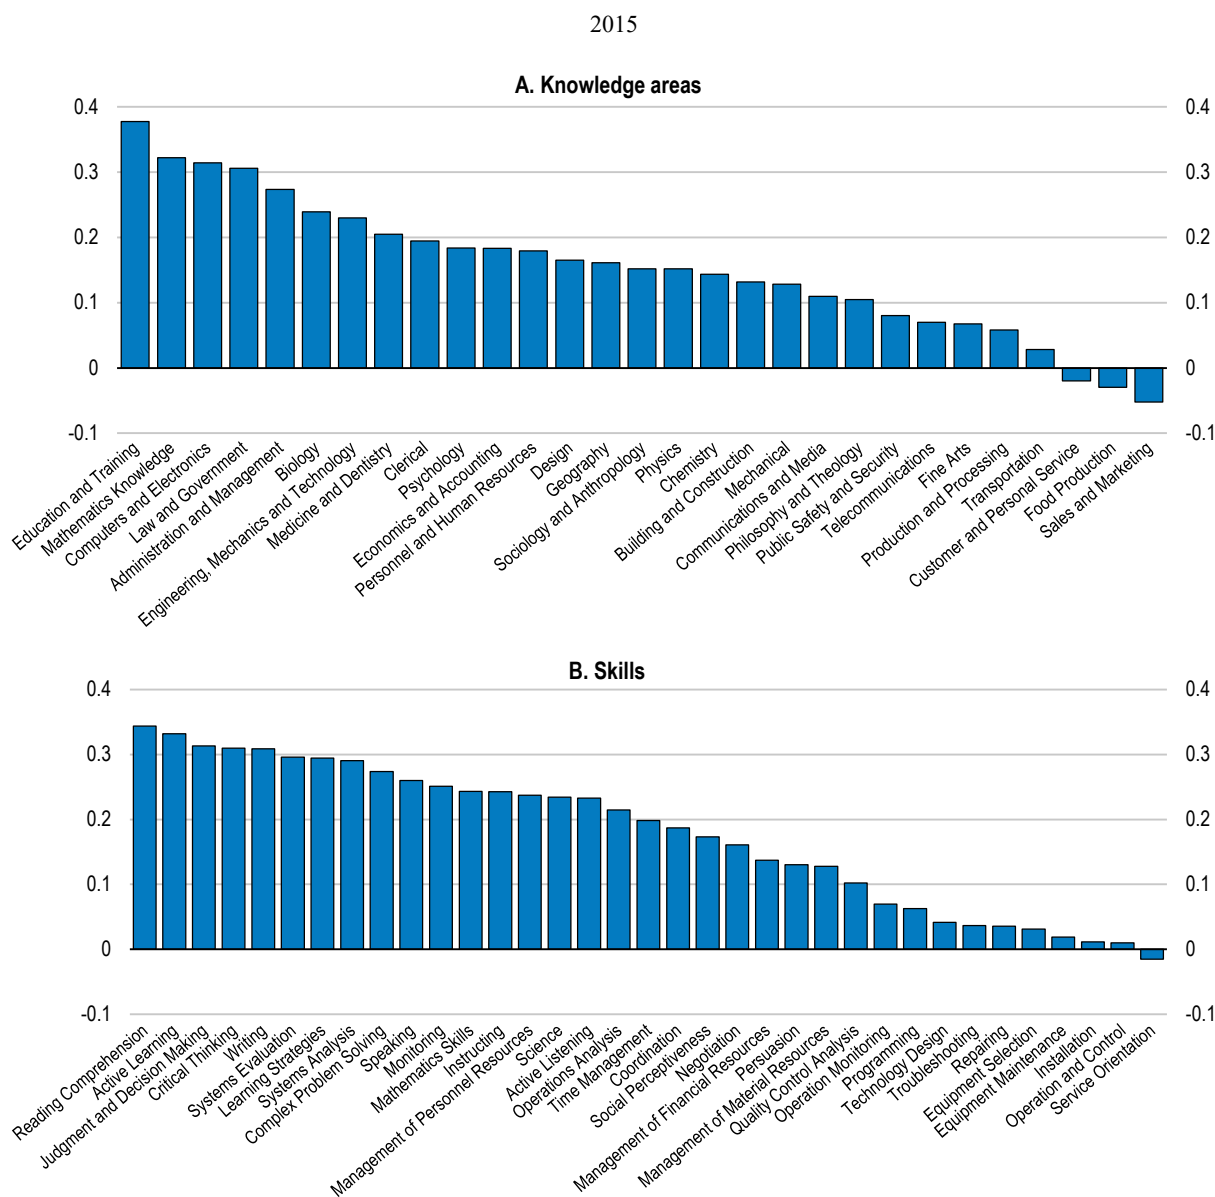 2015
A. Knowledge areas
0.4 0.4
0.3 0.3
0.2 0.2
0.1 0.1
0 0
-0.1 -0.1
Education and Training
Mathematics Knowledge
Computers and Electronics
Law and Government
Administration and Management
Biology
Engineering, Mechanics and Technology
Medicine and Dentistry
Clerical
Psychology
Economics and Accounting
Personnel and Human Resources
Design
Geography
Sociology and Anthropology
Physics
Chemistry
Building and Construction
Mechanical
Communications and Media
Philosophy and Theology
Public Safety and Security
Telecommunications
Fine Arts
Production and Processing
Transportation
Customer and Personal Service
Food Production
Sales and Marketing
B. Skills
0.4 0.4
0.3 0.3
0.2 0.2
0.1 0.1
0 0
-0.1 -0.1
Reading Comprehension
Active Learning
Judgment and Decision Making
Critical Thinking
Writing
Systems Evaluation
Learning Strategies
Systems Analysis
Complex Problem Solving
Speaking
Monitoring
Mathematics Skills
Instructing
Management of Personnel Resources
Science
Active Listening
Operations Analysis
Time Management
Coordination
Social Perceptiveness
Negotiation
Management of Financial Resources
Persuation
Management of Material Resources
Quality Control Analysis
Operation Monitoring
Programming
Technology Design
Troubleshooting
Repairing
Equipment Selection
Equipment Maintenance
Installation
Operation and Control
Service Orientation